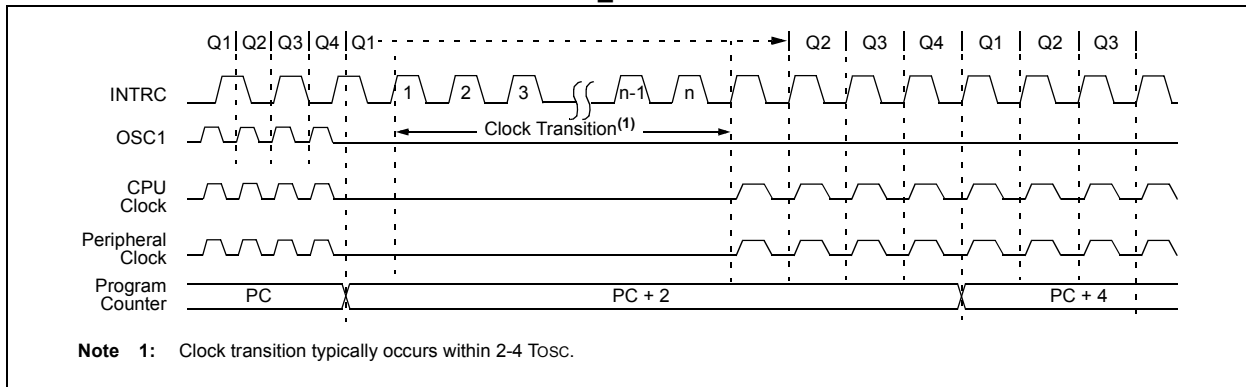 Q1 Q2 Q3 Q4 Q1 Q2 Q3 Q4 Q1 Q2 Q3
INTRC 1 2 3 n-1 n
Clock Transition(1)
OSC1
CPU
Clock
Peripheral
Clock
Program
Counter
PC PC + 2 PC + 4
Note 1: Clock transition typically occurs within 2-4 TOSC.